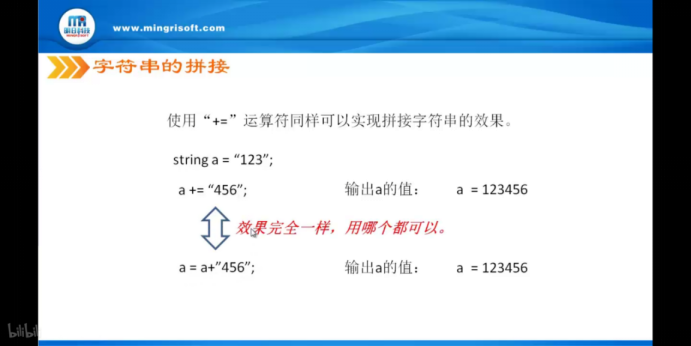 www.mingrisoft.com
字符串的拼接
使用“+=”运算符同样可以实现拼接字符串的效果。
string a = “123”;
a += “456”; 输出a的值： a = 123456
效果完全一样，用哪个都可以。
a = a+”456”; 输出a的值： a = 123456